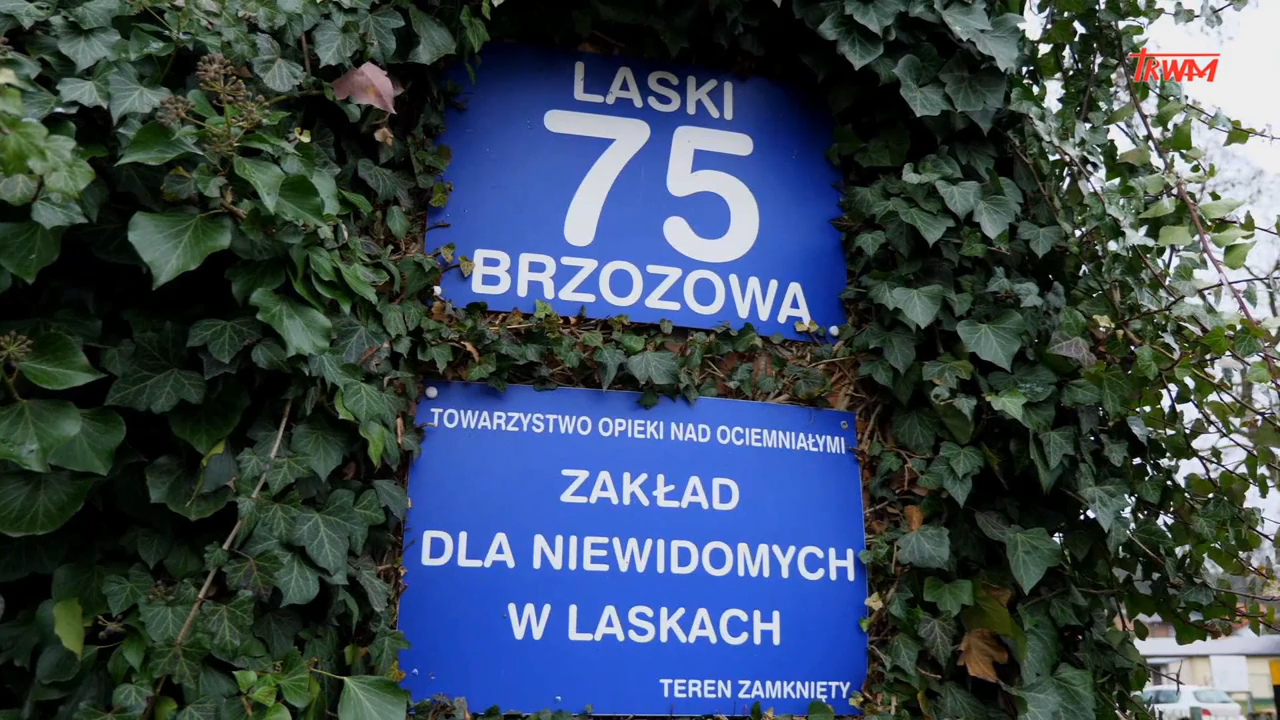 TRWAM
LASKI
75
BRZOZOWA
TOWARZYSTWO OPIEKI NAD OCIEMNIAŁYMI
ZAKŁAD
DLA NIEWIDOMYCH
W LASKACH
TEREN ZAMKNIĘTY